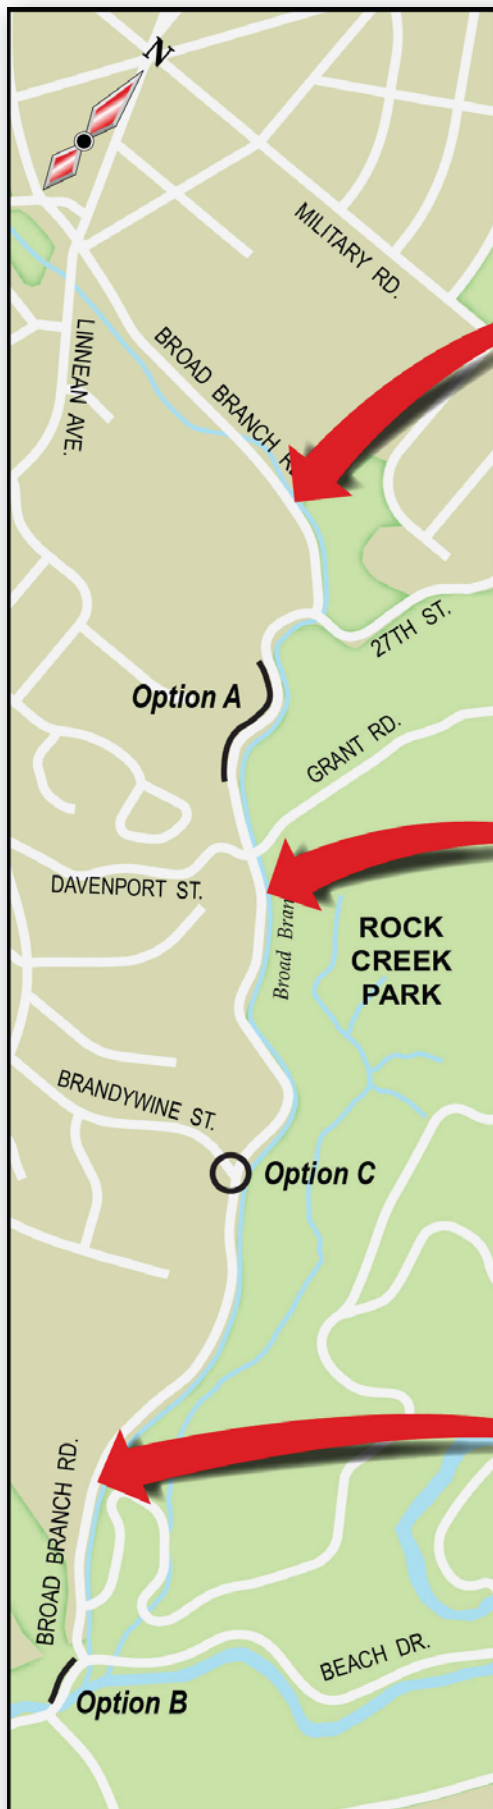 N
MILITARY RD.
LINNEAN AVE.
BROAD BRANCH
27TH ST.
Option A
GRANT RD.
DAVENPORT ST.
Broad
ROCK
CREEK
PARK
BRANDYWINE ST.
Option C
BROAD BRANCH RD.
BEACH DR.
Option B